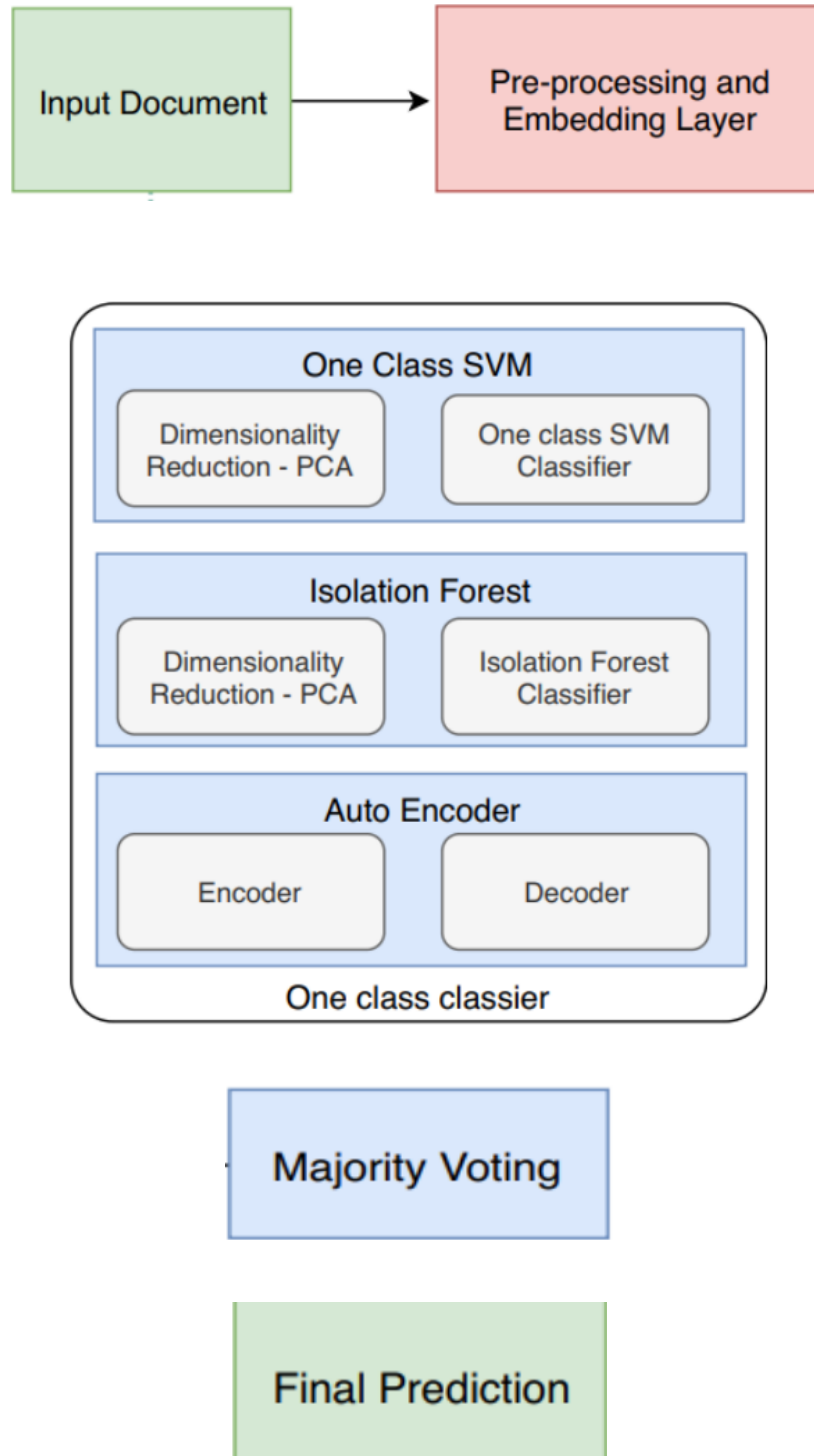 Input Document
Pre-processing and
Embedding Layer
One Class SVM
Dimensionality
Reduction - PCA
One class SVM
Classifier
Isolation Forest
Dimensionality
Reduction - PCA
Isolation Forest
Classifier
Auto Encoder
Encoder
Decoder
One class classier
Majority Voting
Final Prediction